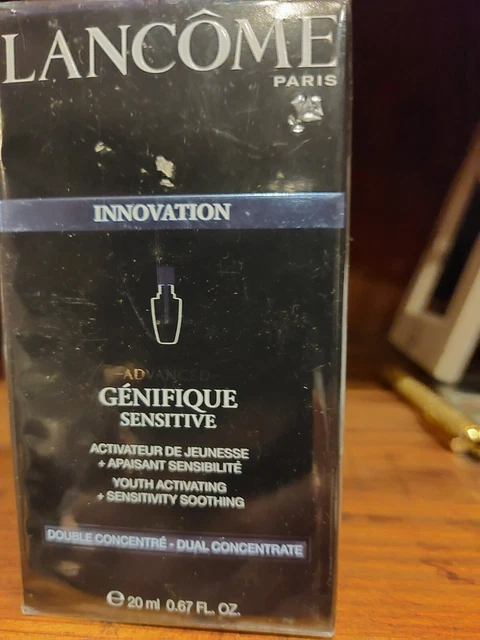 LANCÔME
PARIS
INNOVATION
ADVANCED
GÉNIFIQUE
SENSITIVE
ACTIVATEUR DE JEUNESSE
+ APAISANT SENSIBILITÉ
YOUTH ACTIVATING
+ SENSITIVITY SOOTHING
DOUBLE CONCENTRÉ - DUAL CONCENTRATE
℮ 20 ml 0.67 FL. OZ.